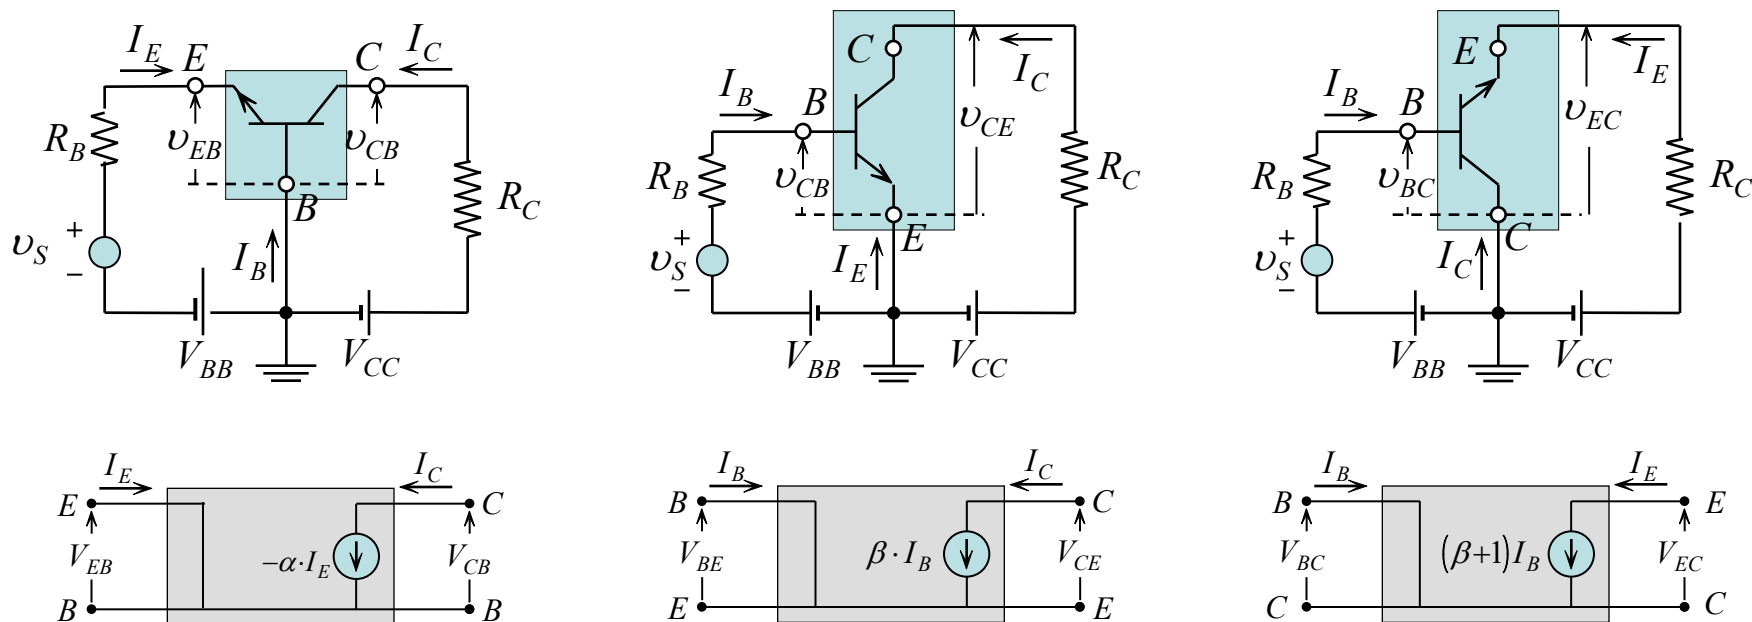 I_E E C I_C
R_B υ_EB υ_CB
B R_C
υ_S + −
I_B
V_BB V_CC
C I_C
I_B B υ_CE
R_B υ_CB R_C
E
υ_S + − I_E
V_BB V_CC
E I_E
I_B B υ_EC
R_B υ_BC R_C
C
υ_S + − I_C
V_BB V_CC
I_E I_C
E C
V_EB −α·I_E V_CB
B B
I_B I_C
B C
V_BE β·I_B V_CE
E E
I_B I_E
B E
V_BC (β+1)I_B V_EC
C C